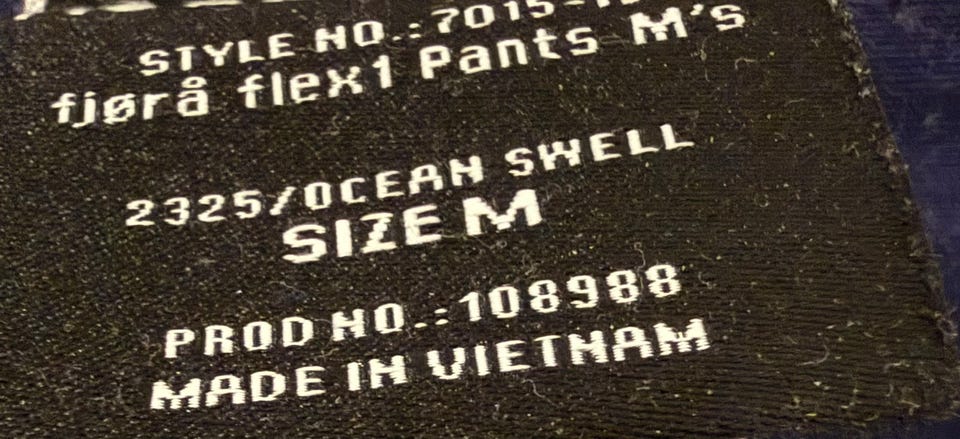 STYLE NO.:7015-
fjørå flex1 Pants M's
2325/OCEAN SWELL
SIZE M
PROD NO.:108988
MADE IN VIETNAM